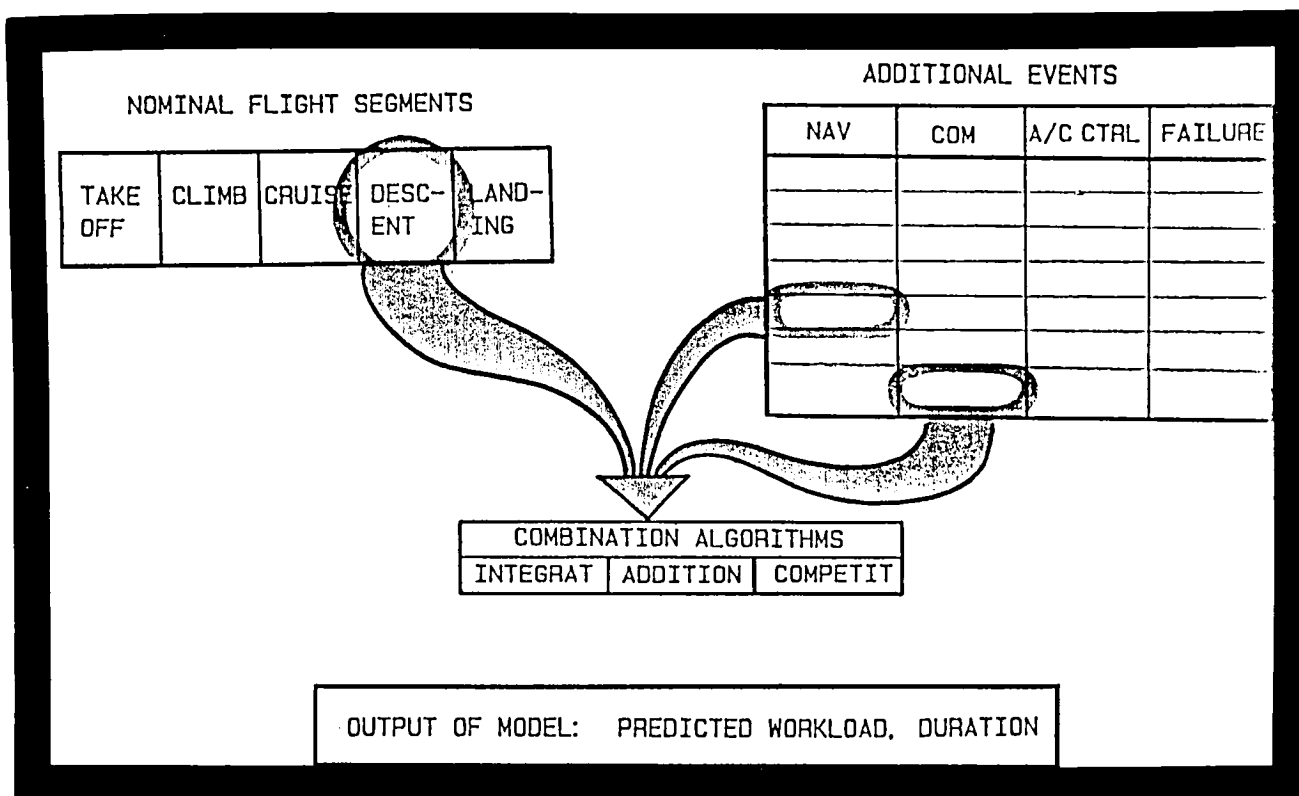 NOMINAL FLIGHT SEGMENTS
TAKE OFF
CLIMB
CRUISE
DESC-
ENT
LAND-
ING
ADDITIONAL EVENTS
NAV COM A/C CTRL FAILURE
COMBINATION ALGORITHMS
INTEGRAT ADDITION COMPETIT
OUTPUT OF MODEL: PREDICTED WORKLOAD, DURATION